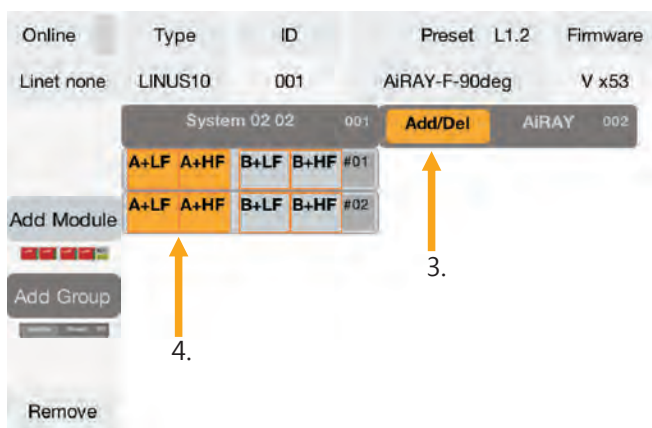 Online Type ID Preset L1.2 Firmware
Linet none LINUS10 001 AiRAY-F-90deg V x53
System 02 02 001 Add/Del AiRAY 002
A+LF A+HF B+LF B+HF #01
A+LF A+HF B+LF B+HF #02
Add Module
3.
Add Group
4.
Remove